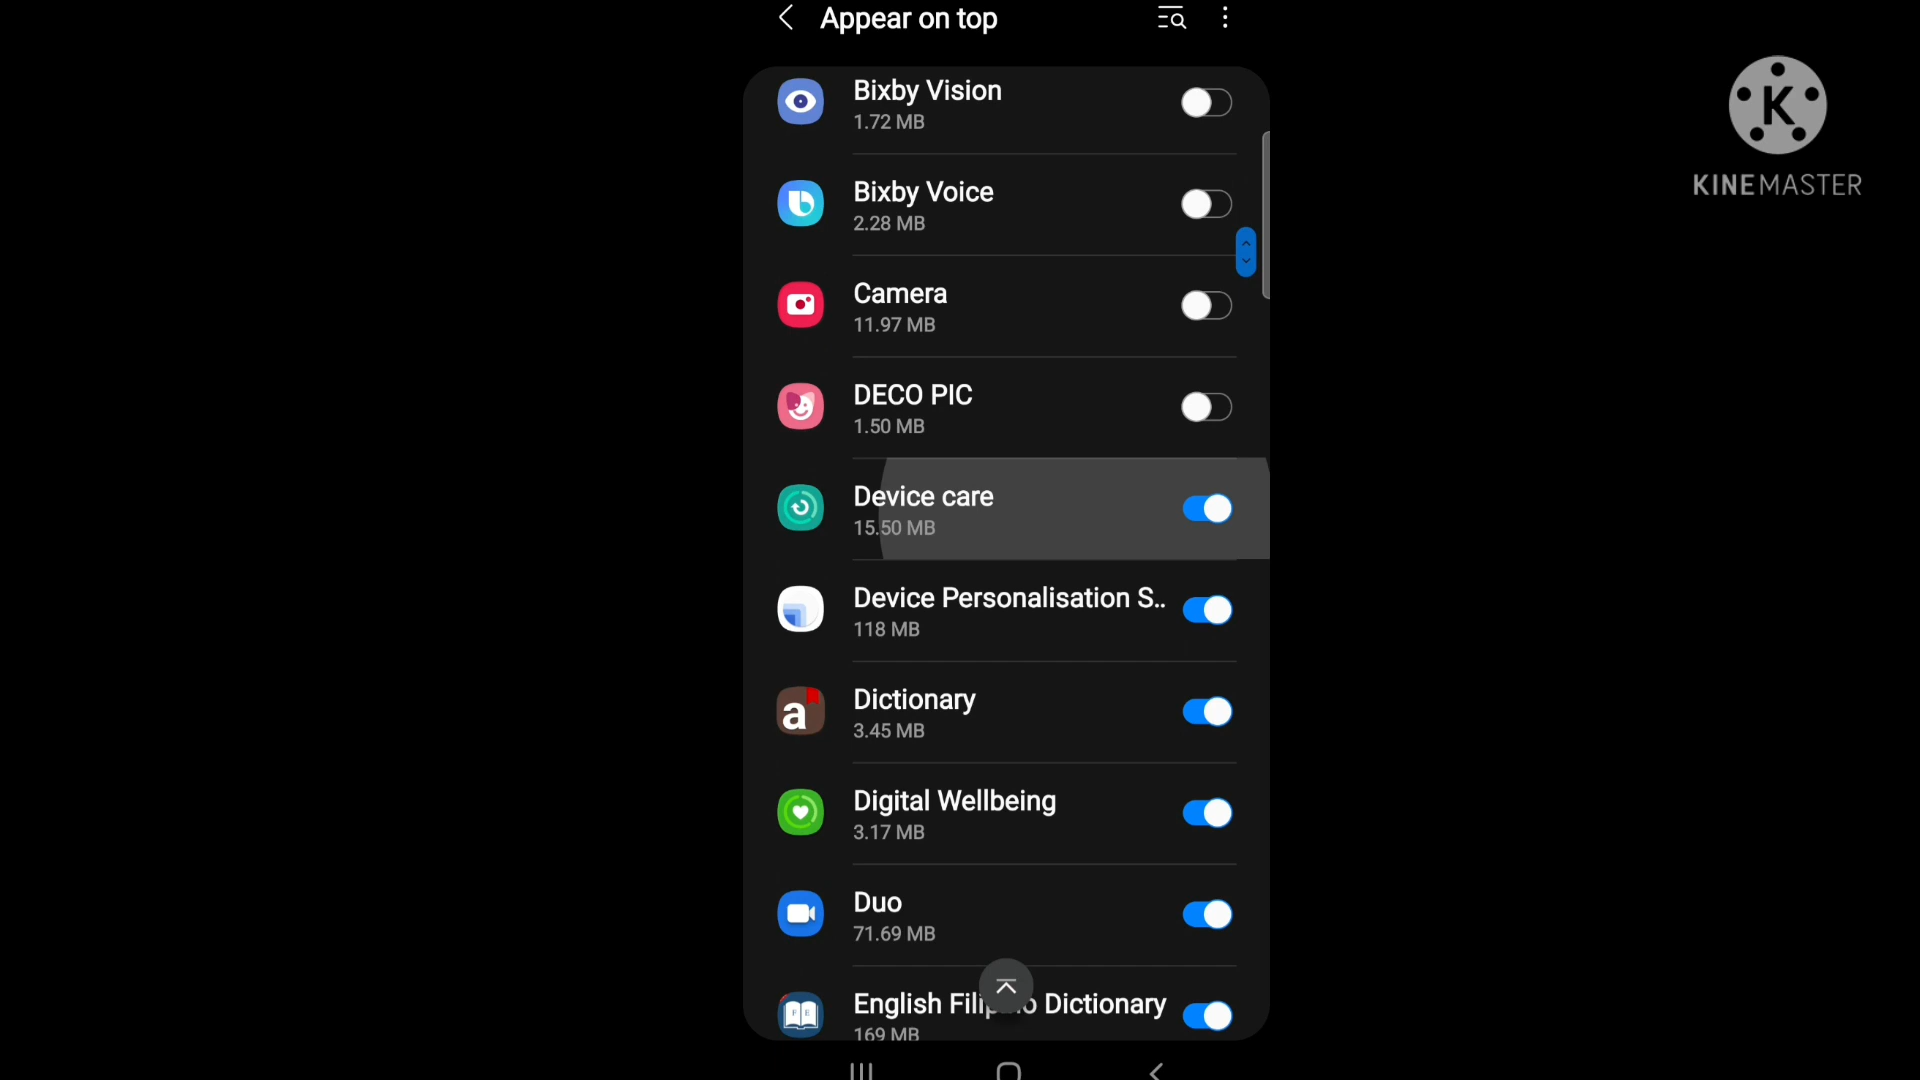 Appear on top
Bixby Vision
1.72 MB
Bixby Voice
2.28 MB
Camera
11.97 MB
DECO PIC
1.50 MB
Device care
15.50 MB
Device Personalisation S..
118 MB
a
Dictionary
3.45 MB
Digital Wellbeing
3.17 MB
Duo
71.69 MB
F E
English Filipino Dictionary
169 MB
K
KINEMASTER